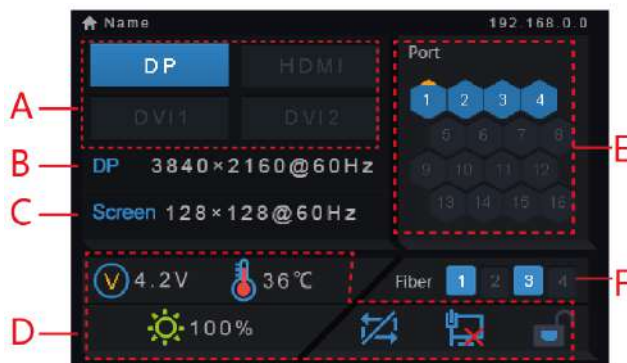 Name 192.168.0.0
DP HDMI
DVI1 DVI2
A
B DP 3840×2160@60Hz
C Screen 128×128@60Hz
Port
1 2 3 4
5 6 7 8
9 10 11 12
13 14 15 16
E
V 4.2V 36℃
Fiber 1 2 3 4
F
D 100%